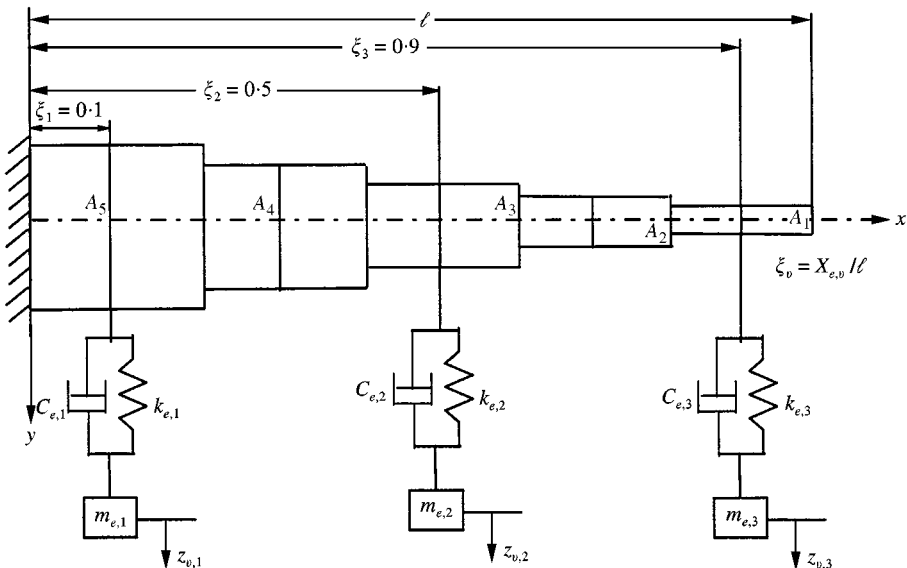 ℓ
ξ₃ = 0·9
ξ₂ = 0·5
ξ₁ = 0·1
A₅ A₄ A₃ A₂ A₁ x
ξᵥ = Xₑ,ᵥ /ℓ
Cₑ,₁ kₑ,₁ Cₑ,₂ kₑ,₂ Cₑ,₃ kₑ,₃
y
mₑ,₁ mₑ,₂ mₑ,₃
zᵥ,₁ zᵥ,₂ zᵥ,₃